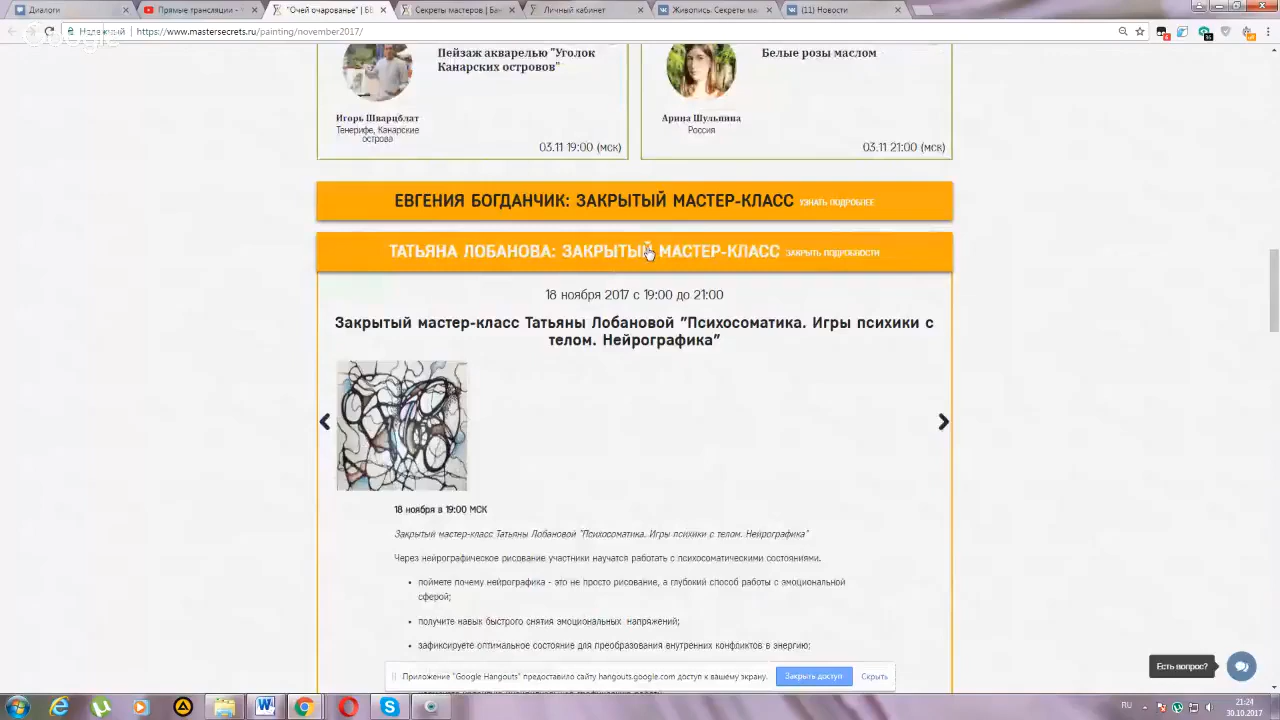 Диалоги
Прямые трансляции -
"Очей очарованье" | Б
Секреты мастеров | Бан
Личный кабинет
Живопись. Секреты ма
(11) Новости
Надежный
https://www.mastersecrets.ru/painting/november2017/
Пейзаж акварелью "Уголок
Канарских островов"
Игорь Шварцблат
Тенерифе, Канарские
острова
03.11 19:00 (мск)
Белые розы маслом
Арина Шульпина
Россия
03.11 21:00 (мск)
ЕВГЕНИЯ БОГДАНЧИК: ЗАКРЫТЫЙ МАСТЕР-КЛАСС УЗНАТЬ ПОДРОБНЕЕ
ТАТЬЯНА ЛОБАНОВА: ЗАКРЫТЫЙ МАСТЕР-КЛАСС ЗАКРЫТЬ ПОДРОБНОСТИ
18 ноября 2017 с 19:00 до 21:00
Закрытый мастер-класс Татьяны Лобановой "Психосоматика. Игры психики с
телом. Нейрографика"
18 ноября в 19:00 МСК
Закрытый мастер-класс Татьяны Лобановой "Психосоматика. Игры психики с телом. Нейрографика"
Через нейрографическое рисование участники научатся работать с психосоматическими состояниями.
поймете почему нейрографика - это не просто рисование, а глубокий способ работы с эмоциональной
сферой;
получите навык быстрого снятия эмоциональных напряжений;
зафиксируете оптимальное состояние для преобразования внутренних конфликтов в энергию;
Приложение "Google Hangouts" предоставило сайту hangouts.google.com доступ к вашему экрану.
Закрыть доступ
Скрыть
Есть вопрос?
RU
21:24
30.10.2017